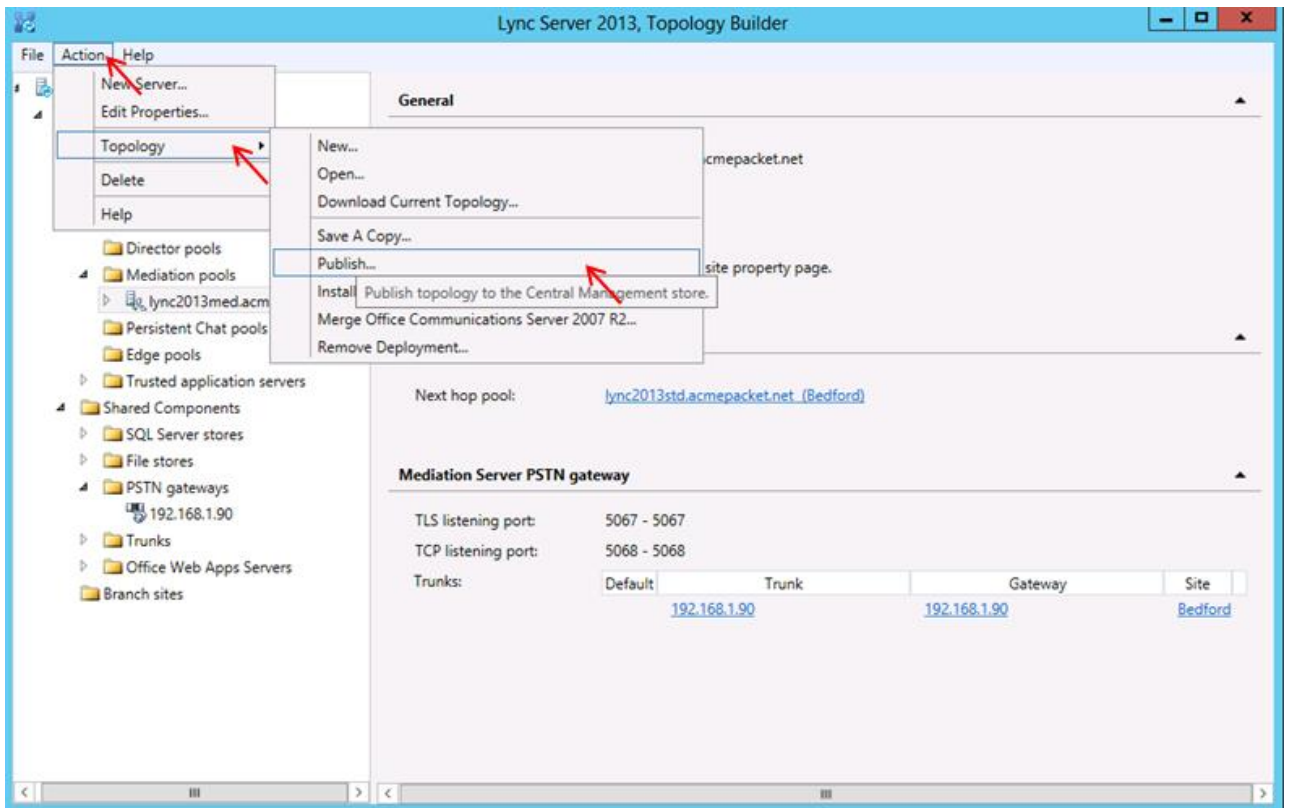 Lync Server 2013, Topology Builder
File Action Help
New Server...
Edit Properties...
Topology
Delete
Help
New...
Open...
Download Current Topology...
Save A Copy...
Publish...
Install
Publish topology to the Central Management store.
Merge Office Communications Server 2007 R2...
Remove Deployment...
Director pools
Mediation pools
lync2013med.acm
Persistent Chat pools
Edge pools
Trusted application servers
Shared Components
SQL Server stores
File stores
PSTN gateways
192.168.1.90
Trunks
Office Web Apps Servers
Branch sites
General
cmepacket.net
site property page.
Next hop pool: lync2013std.acmepacket.net (Bedford)
Mediation Server PSTN gateway
TLS listening port: 5067 - 5067
TCP listening port: 5068 - 5068
Trunks: Default Trunk Gateway Site
192.168.1.90 192.168.1.90 Bedford